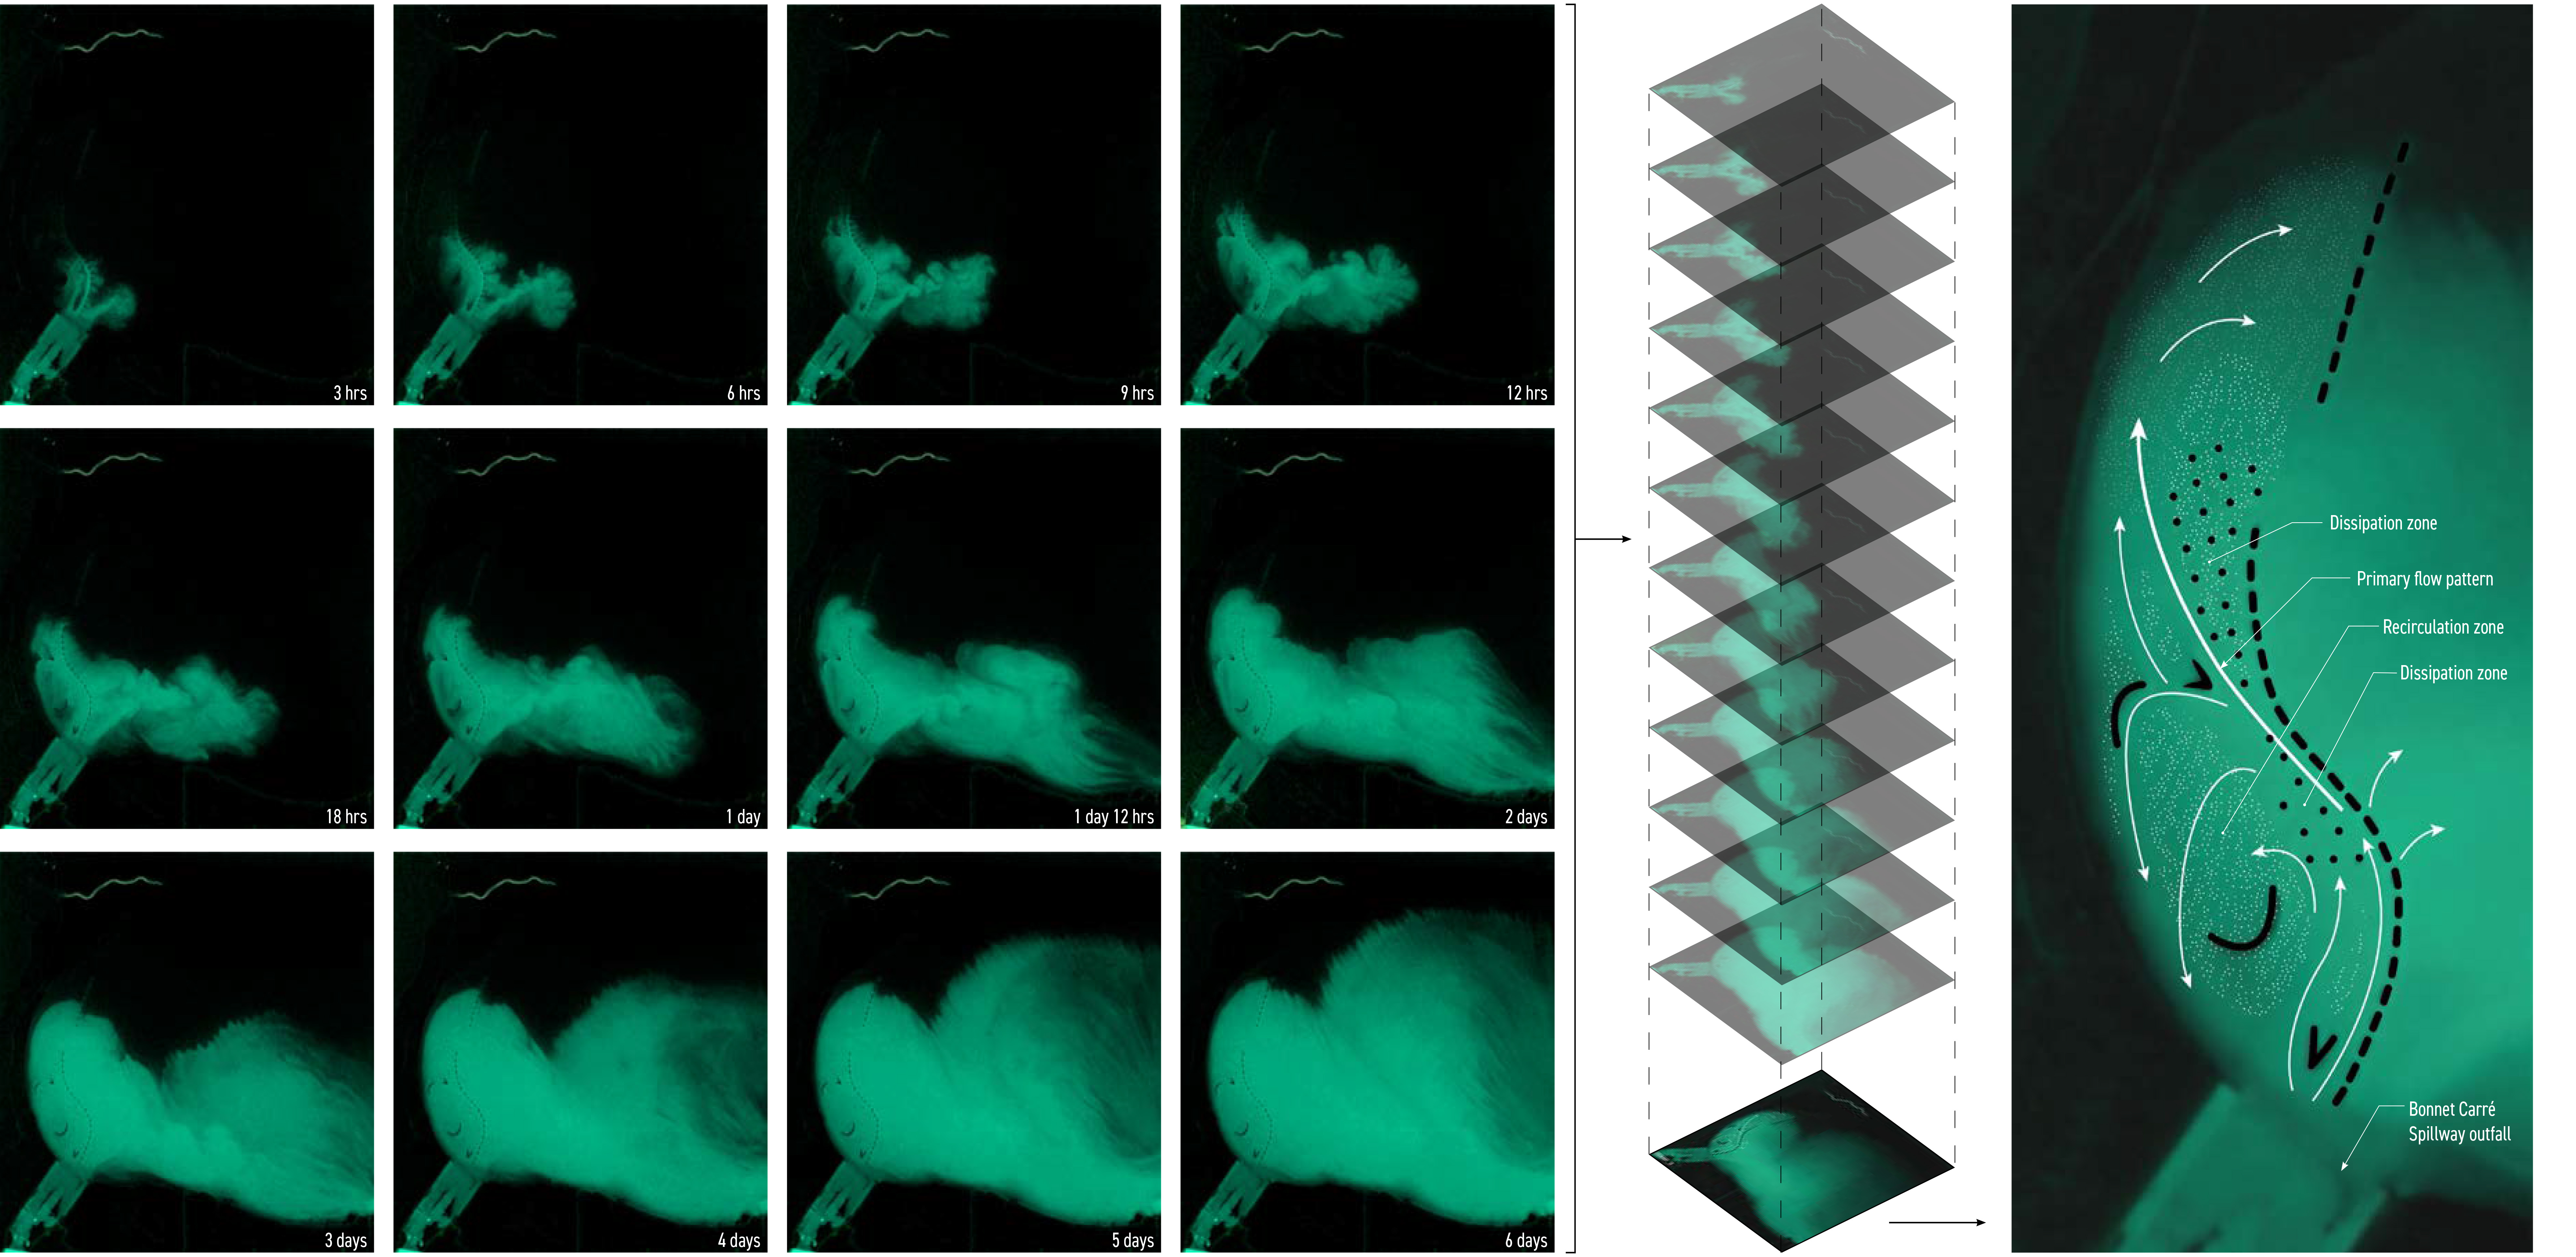 3 hrs
6 hrs
9 hrs
12 hrs
18 hrs
1 day
1 day 12 hrs
2 days
3 days
4 days
5 days
6 days
Dissipation zone
Primary flow pattern
Recirculation zone
Dissipation zone
Bonnet Carré
Spillway outfall